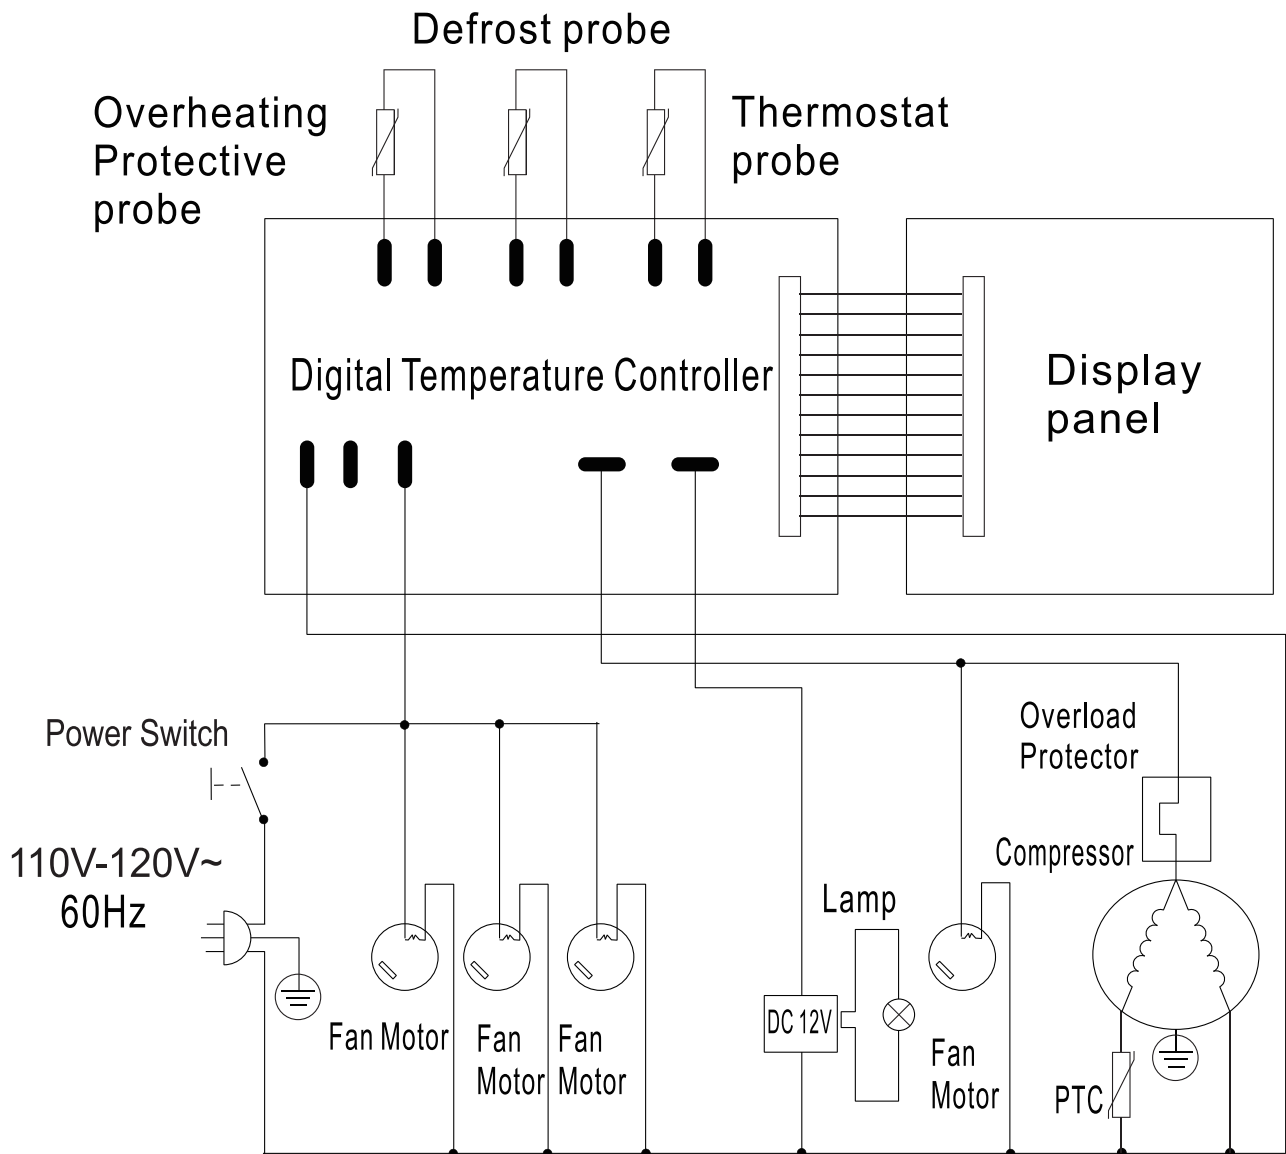 Defrost probe
Overheating
Protective
probe
Thermostat
probe
Digital Temperature Controller
Display
panel
Power Switch
Overload
Protector
110V-120V~
60Hz
Compressor
Lamp
DC 12V
Fan Motor
Fan
Motor
Fan
Motor
Fan
Motor
PTC